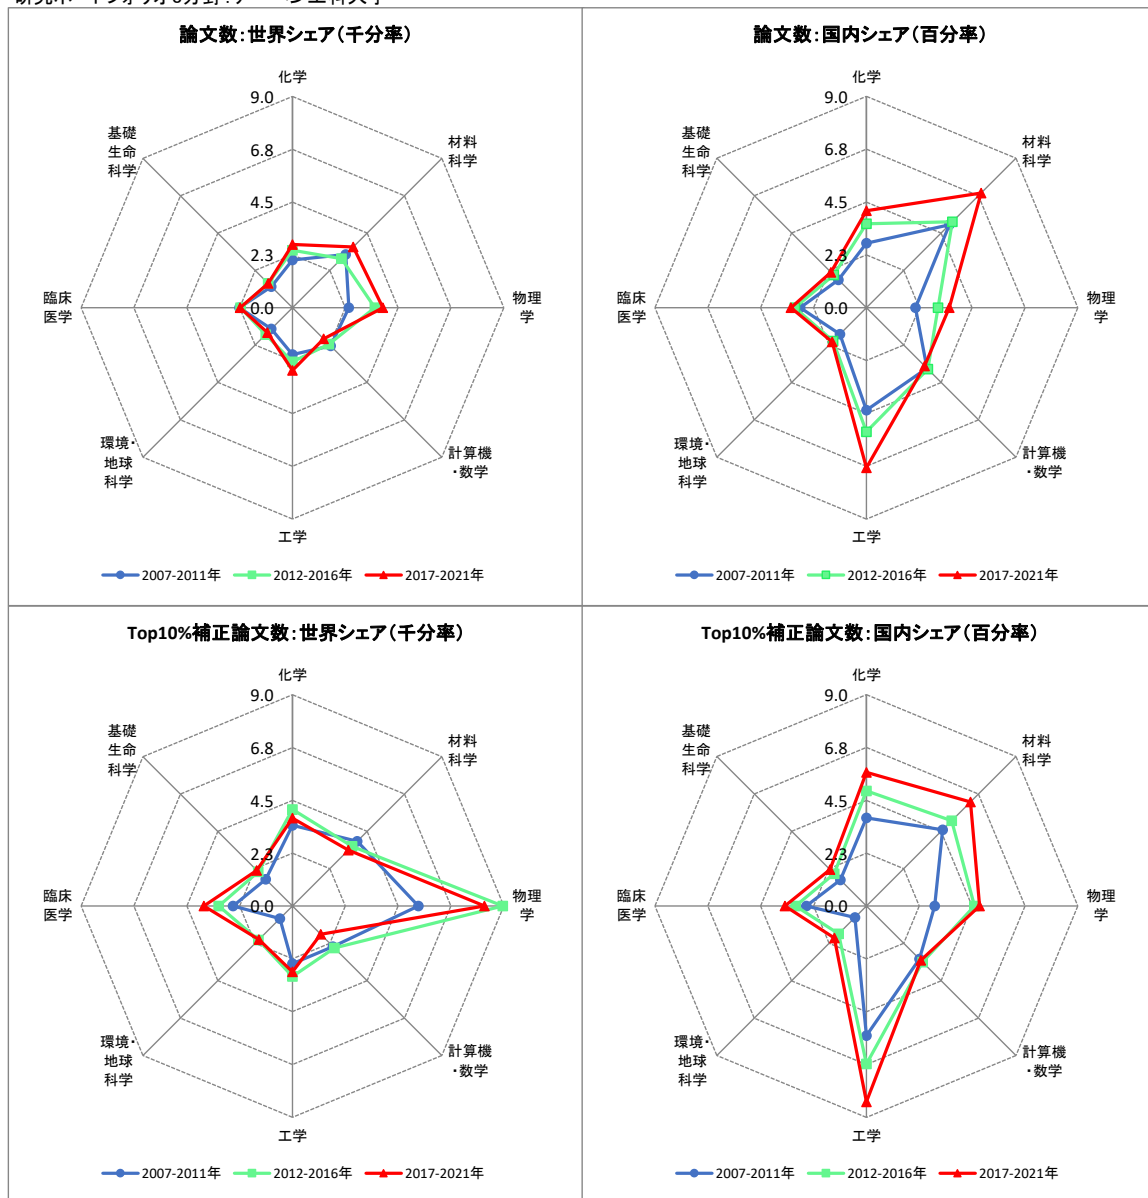 論文数:世界シェア(千分率)
化学
9.0
6.8
4.5
2.3
0.0
材料
科学
物理
学
計算機
・数学
工学
環境・
地球
科学
臨床
医学
基礎
生命
科学
2007-2011年 2012-2016年 2017-2021年
論文数:国内シェア(百分率)
化学
9.0
6.8
4.5
2.3
0.0
材料
科学
物理
学
計算機
・数学
工学
環境・
地球
科学
臨床
医学
基礎
生命
科学
2007-2011年 2012-2016年 2017-2021年
Top10%補正論文数:世界シェア(千分率)
化学
9.0
6.8
4.5
2.3
0.0
材料
科学
物理
学
計算機
・数学
工学
環境・
地球
科学
臨床
医学
基礎
生命
科学
2007-2011年 2012-2016年 2017-2021年
Top10%補正論文数:国内シェア(百分率)
化学
9.0
6.8
4.5
2.3
0.0
材料
科学
物理
学
計算機
・数学
工学
環境・
地球
科学
臨床
医学
基礎
生命
科学
2007-2011年 2012-2016年 2017-2021年